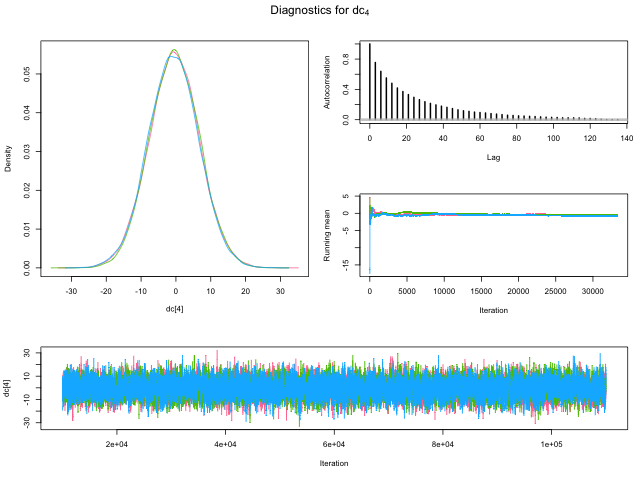 Diagnostics for dc4
Density
0.00 0.01 0.02 0.03 0.04 0.05
-30 -20 -10 0 10 20 30
dc[4]
Autocorrelation
0.0 0.4 0.8
0 20 40 60 80 100 120 140
Lag
Running mean
-15 -5 0 5
0 5000 10000 15000 20000 25000 30000
Iteration
dc[4]
-30 -10 10 30
2e+04 4e+04 6e+04 8e+04 1e+05
Iteration